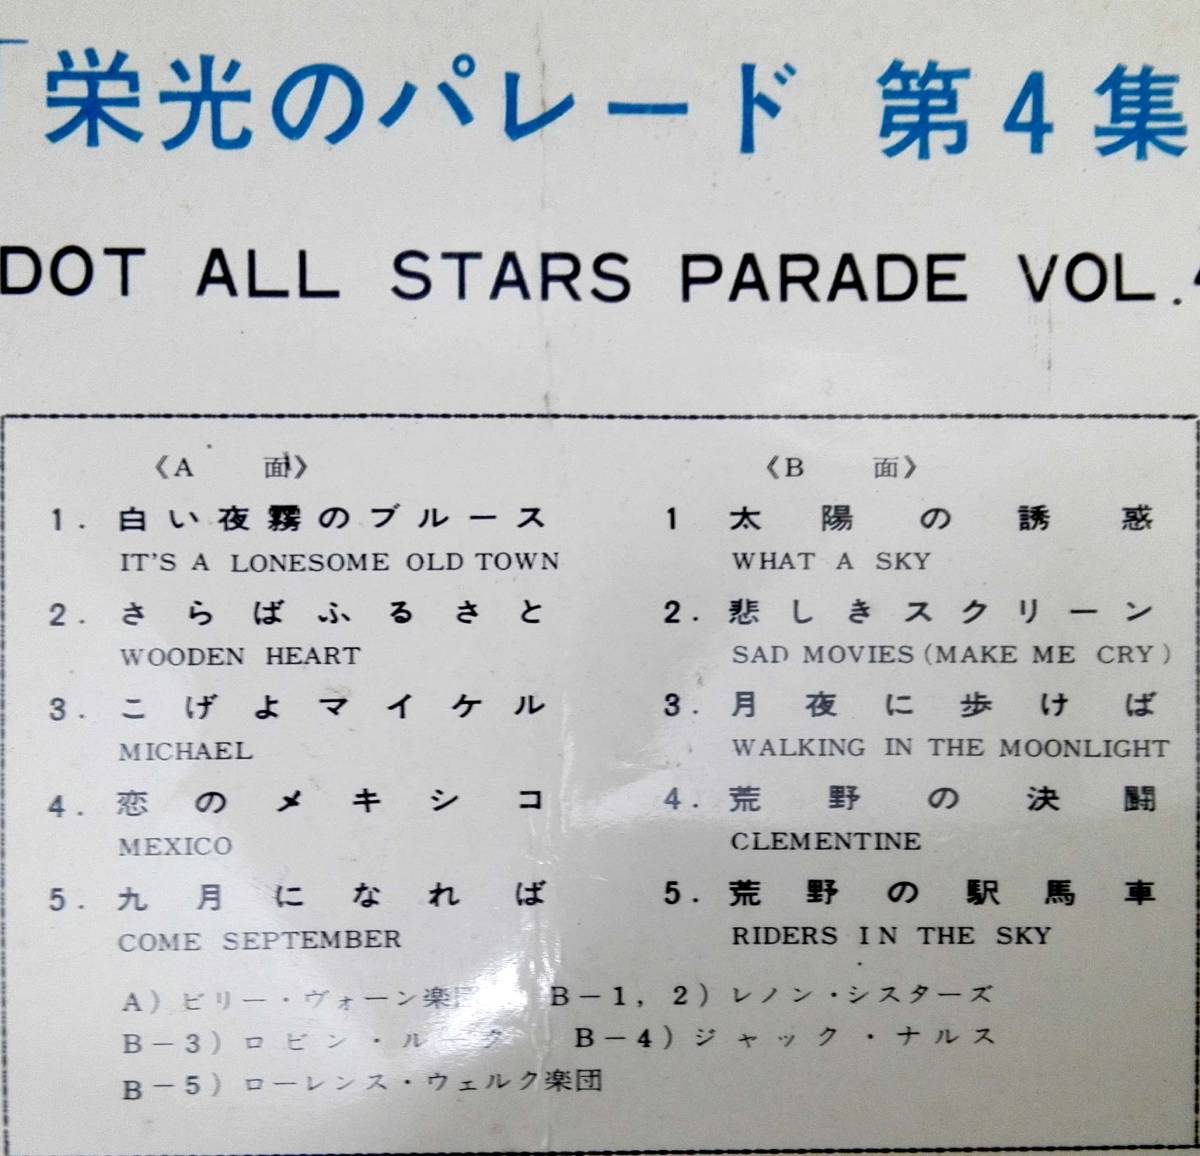 「栄光のパレード 第4集
DOT ALL STARS PARADE VOL.
《A 面》
1. 白い夜霧のブルース
IT'S A LONESOME OLD TOWN
2. さらばふるさと
WOODEN HEART
3. こげよマイケル
MICHAEL
4. 恋のメキシコ
MEXICO
5. 九月になれば
COME SEPTEMBER
《B 面》
1 太陽の誘惑
WHAT A SKY
2. 悲しきスクリーン
SAD MOVIES (MAKE ME CRY)
3. 月夜に歩けば
WALKING IN THE MOONLIGHT
4. 荒野の決闘
CLEMENTINE
5. 荒野の駅馬車
RIDERS IN THE SKY
A) ビリー・ヴォーン楽団 B-1, 2) レノン・シスターズ
B-3) ロビン・ルーク B-4) ジャック・ナルス
B-5) ローレンス・ウェルク楽団